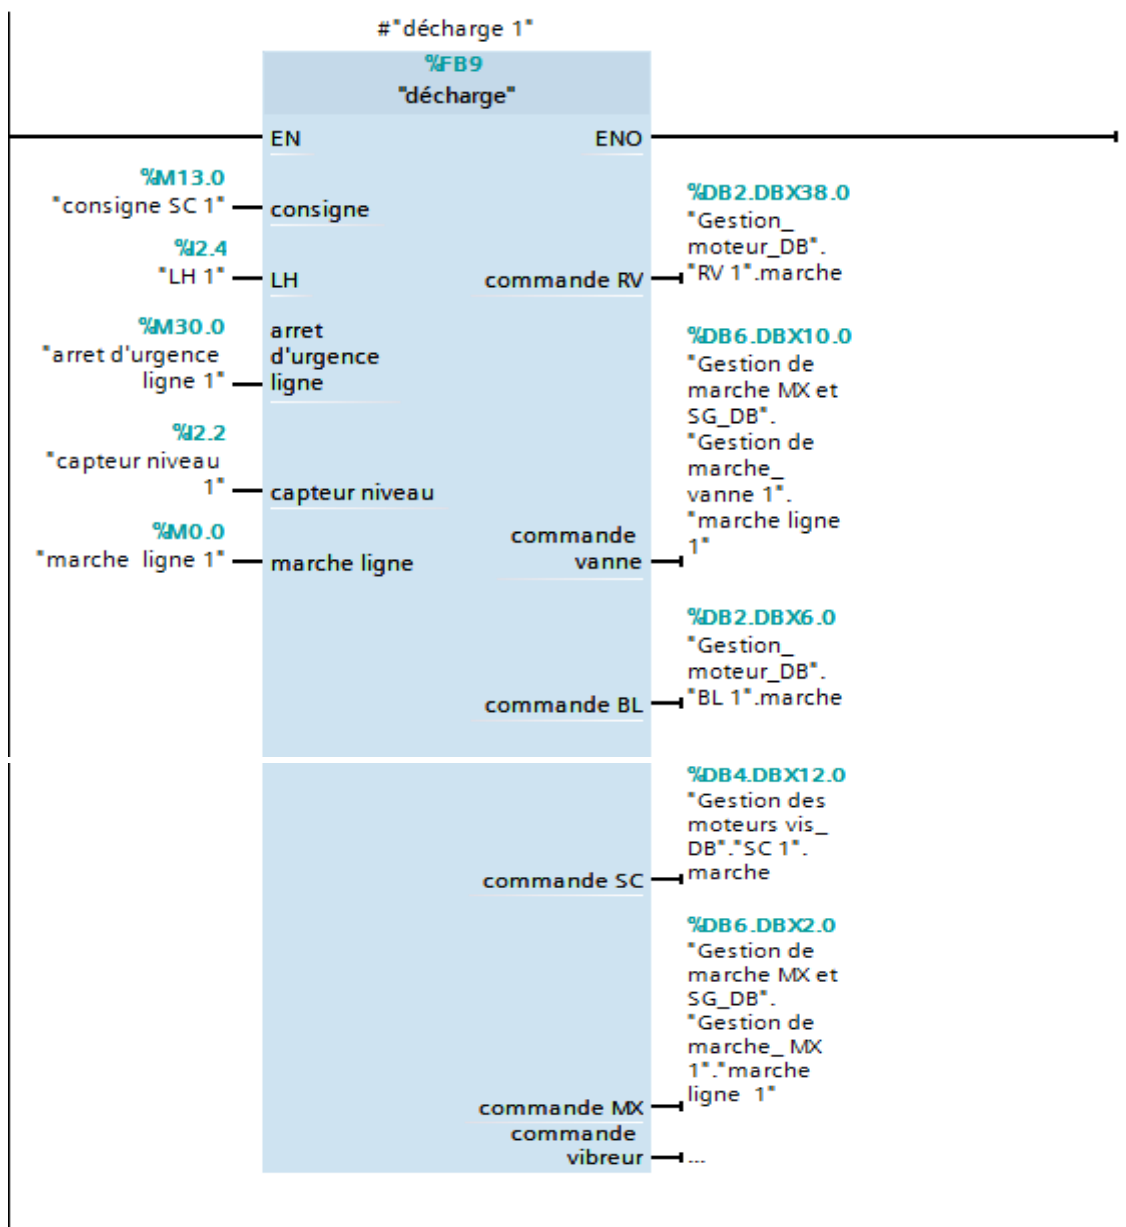 #"décharge 1"
%FB9
"décharge"
EN
ENO
%M13.0
"consigne SC 1"
consigne
%I2.4
"LH 1"
LH
%M30.0
"arret d'urgence
ligne 1"
arret
d'urgence
ligne
%I2.2
"capteur niveau
1"
capteur niveau
%M0.0
"marche ligne 1"
marche ligne
commande RV
%DB2.DBX38.0
"Gestion_
moteur_DB".
"RV 1".marche
commande
vanne
%DB6.DBX10.0
"Gestion de
marche MX et
SG_DB".
"Gestion de
marche_
vanne 1".
"marche ligne
1"
commande BL
%DB2.DBX6.0
"Gestion_
moteur_DB".
"BL 1".marche
commande SC
%DB4.DBX12.0
"Gestion des
moteurs vis_
DB"."SC 1".
marche
commande MX
%DB6.DBX2.0
"Gestion de
marche MX et
SG_DB".
"Gestion de
marche_ MX
1"."marche
ligne 1"
commande
vibreur
...